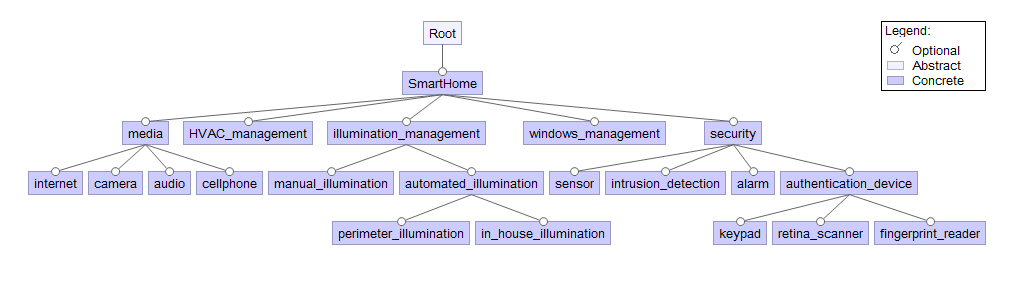 Root
Legend:
Optional
Abstract
Concrete
SmartHome
media
HVAC_management
illumination_management
windows_management
security
internet
camera
audio
cellphone
manual_illumination
automated_illumination
sensor
intrusion_detection
alarm
authentication_device
perimeter_illumination
in_house_illumination
keypad
retina_scanner
fingerprint_reader